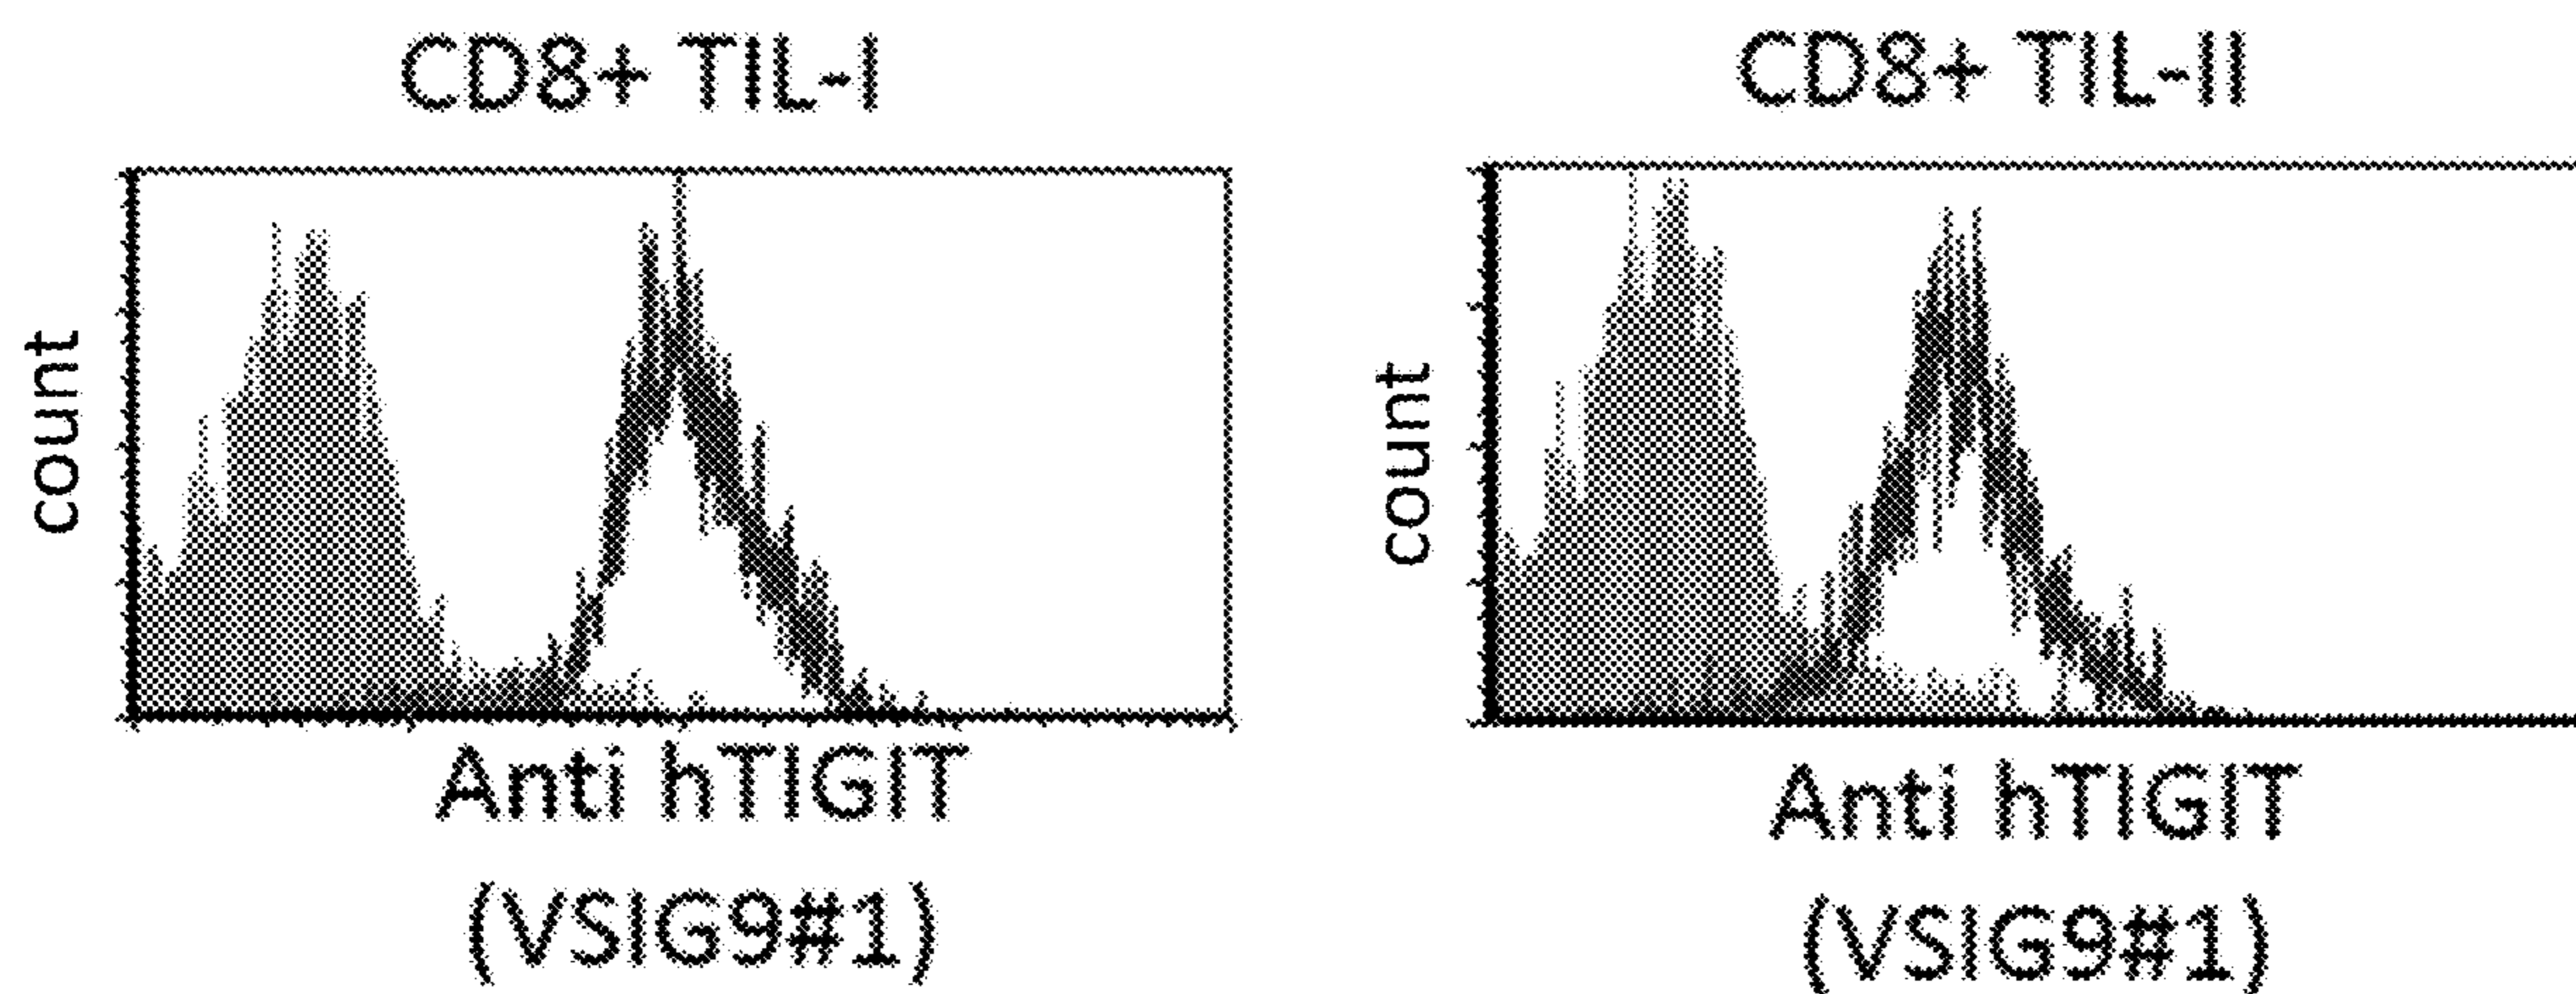 CD8+ TIL-I
count
Anti hTIGIT
(VSIG9#1)
CD8+ TIL-II
count
Anti hTIGIT
(VSIG9#1)